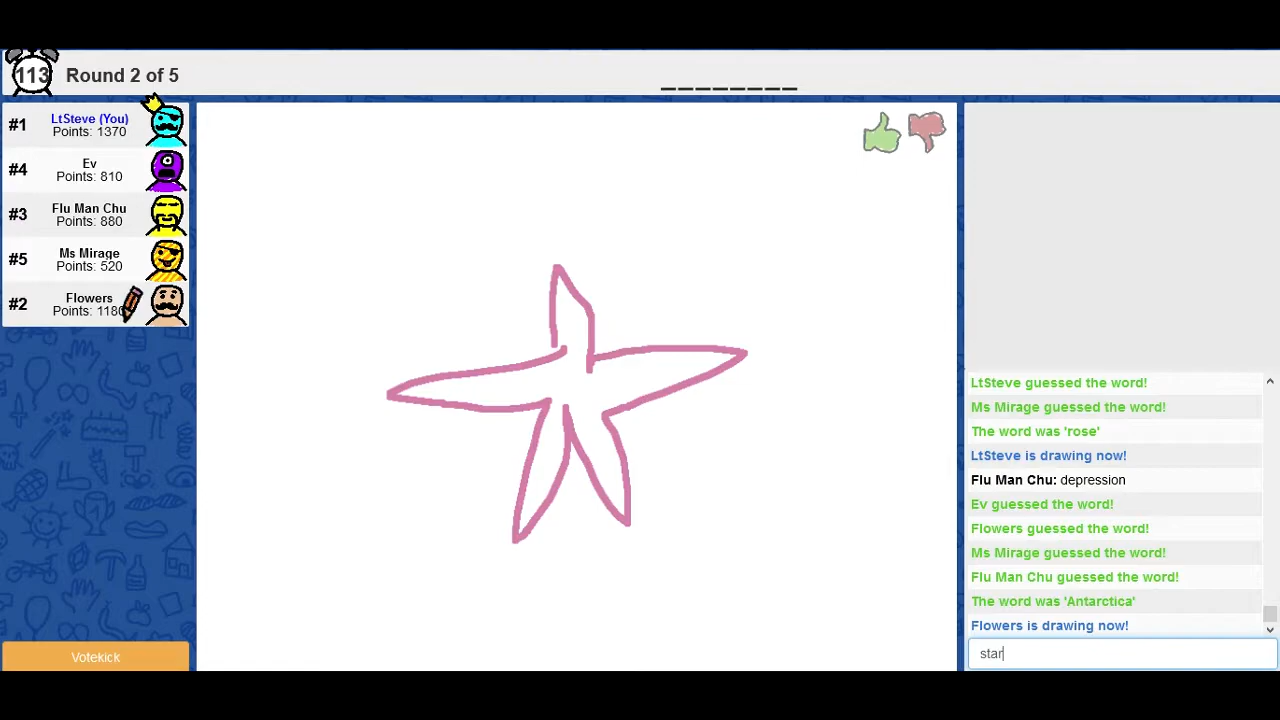 113 Round 2 of 5
________
#1 LtSteve (You)
Points: 1370
#4 Ev
Points: 810
#3 Flu Man Chu
Points: 880
#5 Ms Mirage
Points: 520
#2 Flowers
Points: 1180
Votekick
LtSteve guessed the word!
Ms Mirage guessed the word!
The word was 'rose'
LtSteve is drawing now!
Flu Man Chu: depression
Ev guessed the word!
Flowers guessed the word!
Ms Mirage guessed the word!
Flu Man Chu guessed the word!
The word was 'Antarctica'
Flowers is drawing now!
star